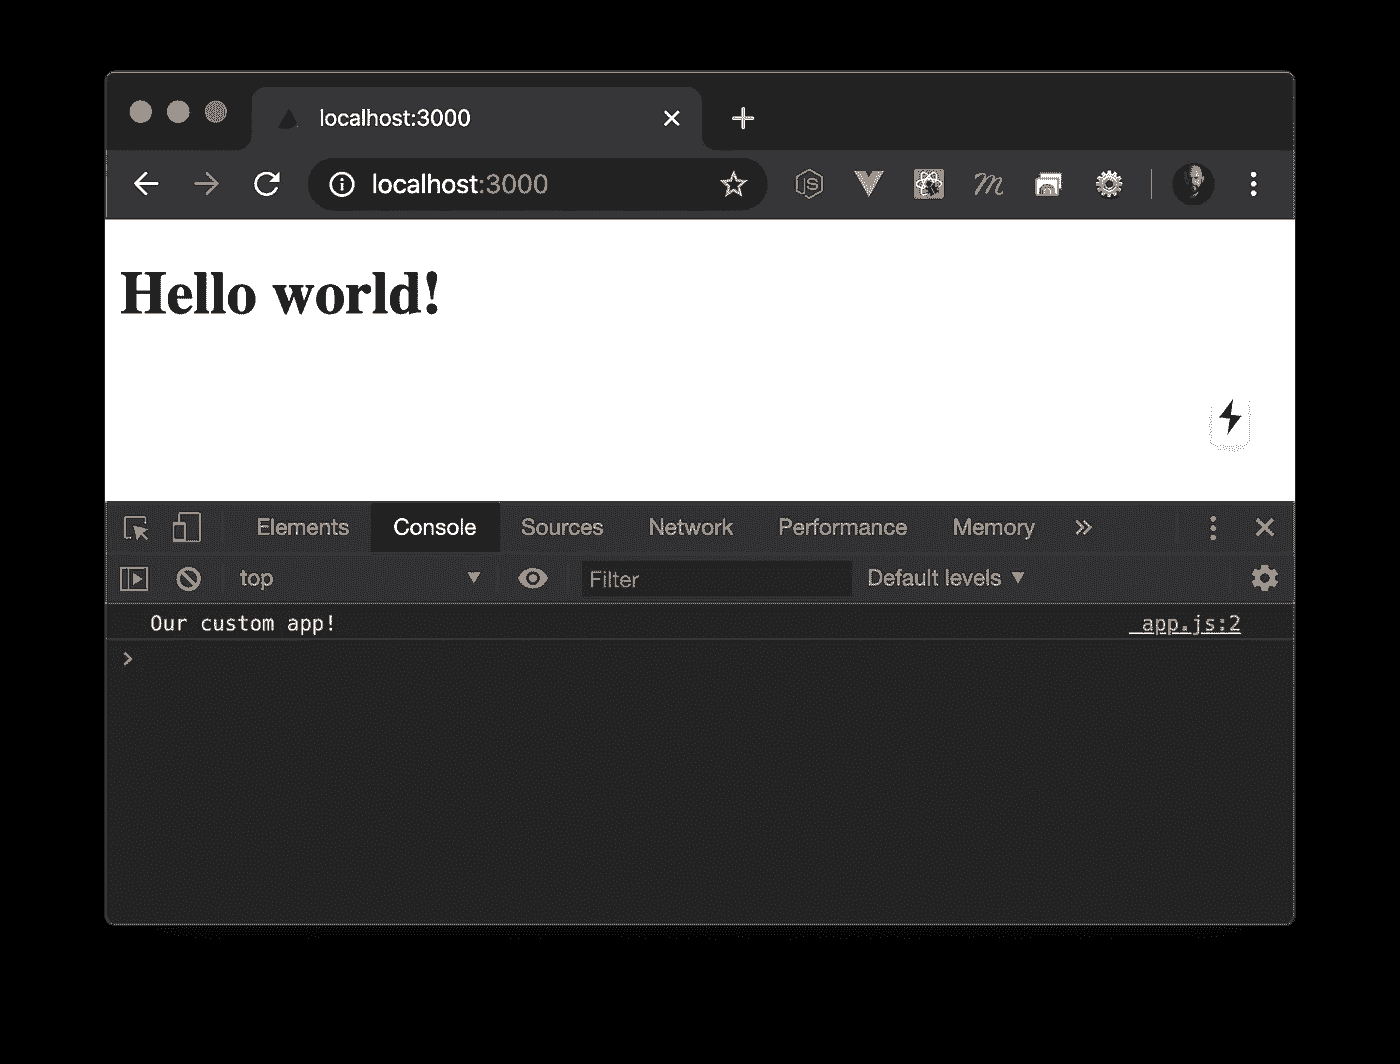 localhost:3000
localhost:3000
JS
Hello world!
Elements Console Sources Network Performance Memory
top Filter Default levels
Our custom app! _app.js:2